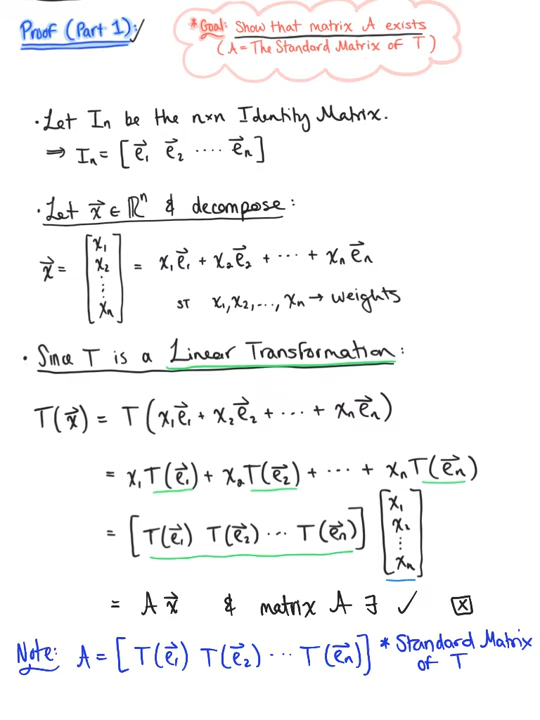 Proof (Part 1):✓
*Goal: Show that matrix A exists
(A = The Standard Matrix of T)
• Let In be the n×n Identity Matrix.
⇒ In = [e⃗1 e⃗2 ···· e⃗n]
• Let x⃗ ∈ ℝⁿ & decompose:
x⃗ = [x1 x2 ⋮ xn] = x1e⃗1 + x2e⃗2 + ··· + xne⃗n
ST x1, x2, ..., xn → weights
• Since T is a Linear Transformation:
T(x⃗) = T(x1e⃗1 + x2e⃗2 + ··· + xne⃗n)
= x1T(e⃗1) + x2T(e⃗2) + ··· + xnT(e⃗n)
= [T(e⃗1) T(e⃗2) ··· T(e⃗n)] [x1 x2 ⋮ xn]
= Ax⃗ & matrix A ∃ ✓ ☒
Note: A = [T(e⃗1) T(e⃗2) ··· T(e⃗n)] * Standard Matrix
of T